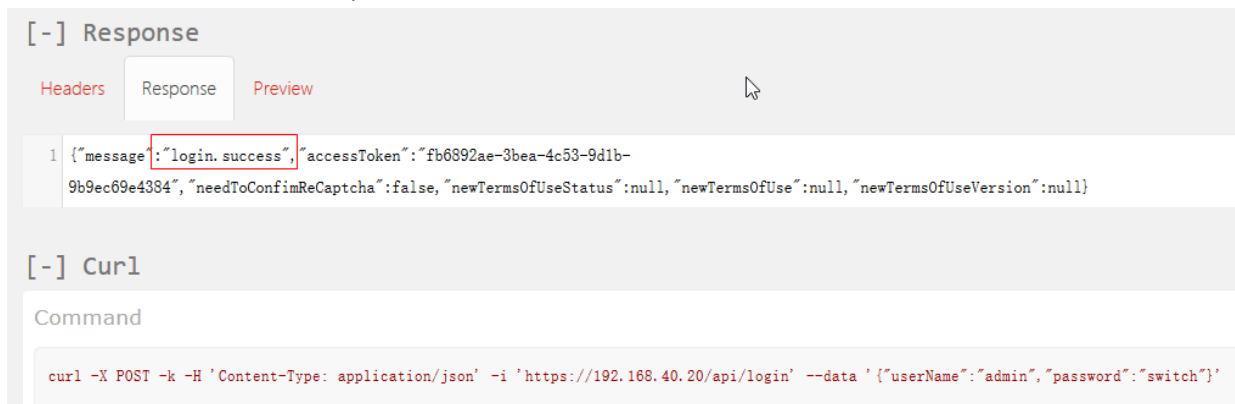 [-] Response
Headers Response Preview
1 {"message":"login.success","accessToken":"fb6892ae-3bea-4c53-9d1b-
9b9ec69e4384","needToConfimReCaptcha":false,"newTermsOfUseStatus":null,"newTermsOfUse":null,"newTermsOfUseVersion":null}
[-] Curl
Command
curl -X POST -k -H 'Content-Type: application/json' -i 'https://192.168.40.20/api/login' --data '{"userName":"admin","password":"switch"}'